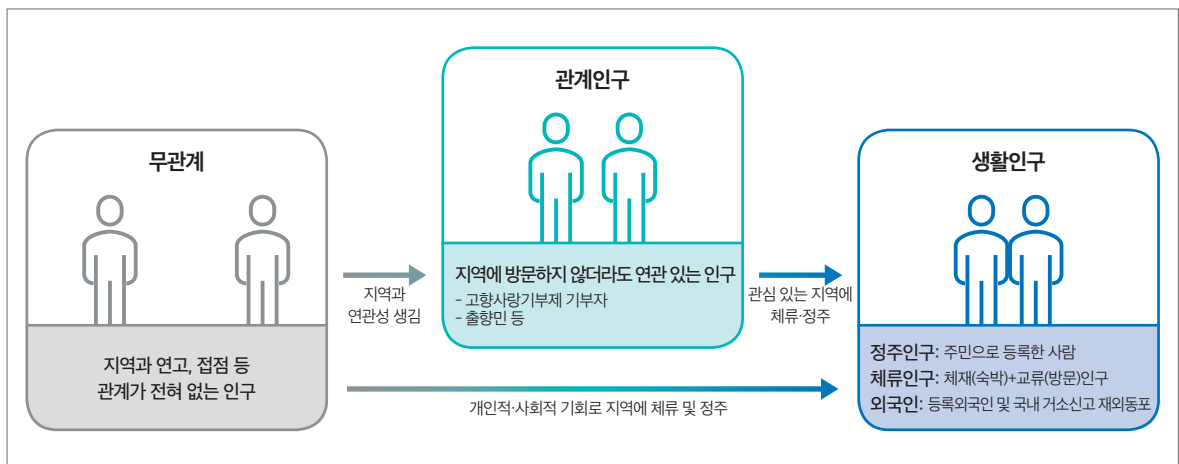 무관계
지역과 연고, 접점 등
관계가 전혀 없는 인구
지역과
연관성 생김
관계인구
지역에 방문하지 않더라도 연관 있는 인구
- 고향사랑기부제 기부자
- 출향민 등
관심 있는 지역에
체류·정주
개인적·사회적 기회로 지역에 체류 및 정주
생활인구
정주인구: 주민으로 등록한 사람
체류인구: 체재(숙박)+교류(방문)인구
외국인: 등록외국인 및 국내 거소신고 재외동포